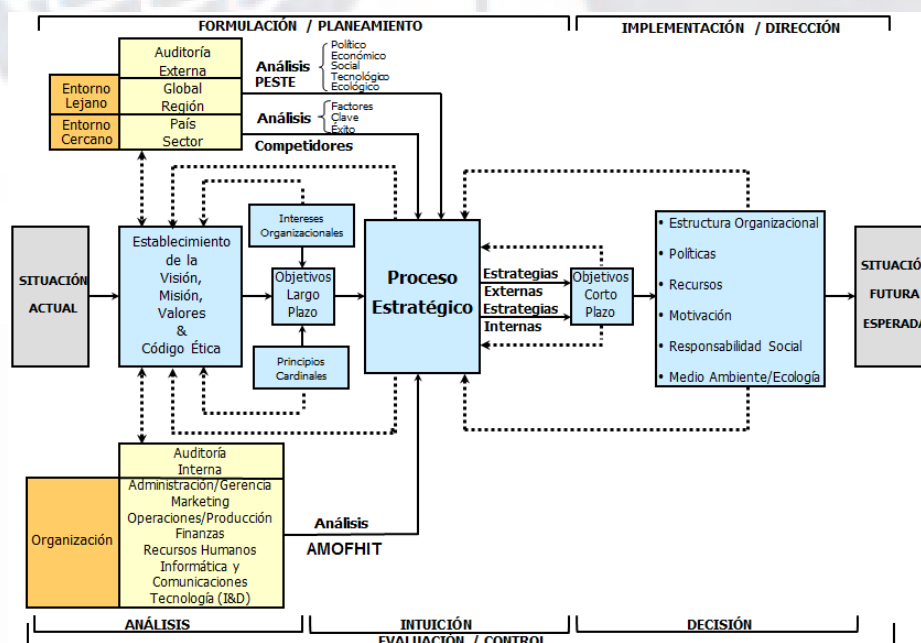 FORMULACIÓN / PLANEAMIENTO
IMPLEMENTACIÓN / DIRECCIÓN
Auditoría
Externa
Entorno
Lejano
Global
Región
Entorno
Cercano
País
Sector
Análisis
PESTE
Político
Económico
Social
Tecnológico
Ecológico
Análisis
Factores
Clave
Éxito
Competidores
SITUACIÓN
ACTUAL
Establecimiento
de la
Visión,
Misión,
Valores
&
Código Ética
Intereses
Organizacionales
Objetivos
Largo
Plazo
Principios
Cardinales
Proceso
Estratégico
Estrategias
Externas
Estrategias
Internas
Objetivos
Corto
Plazo
• Estructura Organizacional
• Políticas
• Recursos
• Motivación
• Responsabilidad Social
• Medio Ambiente/Ecología
SITUACIÓN
FUTURA
ESPERADA
Auditoría
Interna
Organización
Administración/Gerencia
Marketing
Operaciones/Producción
Finanzas
Recursos Humanos
Informática y
Comunicaciones
Tecnología (I&D)
Análisis
AMOFHIT
ANÁLISIS
INTUICIÓN
DECISIÓN
EVALUACIÓN / CONTROL